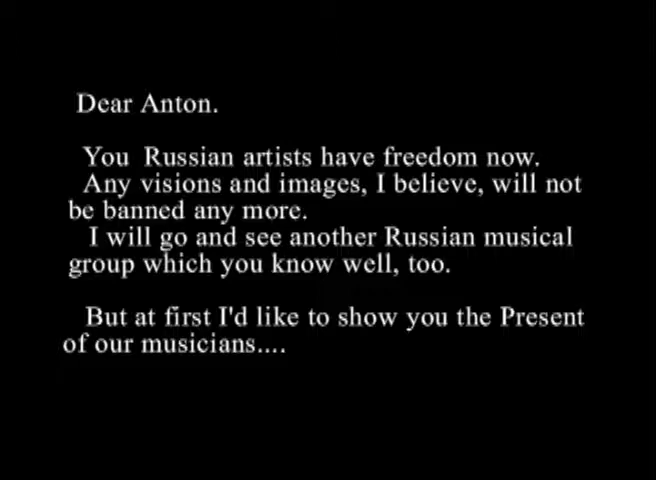 Dear Anton.
You Russian artists have freedom now.
Any visions and images, I believe, will not
be banned any more.
I will go and see another Russian musical
group which you know well, too.
But at first I'd like to show you the Present
of our musicians....